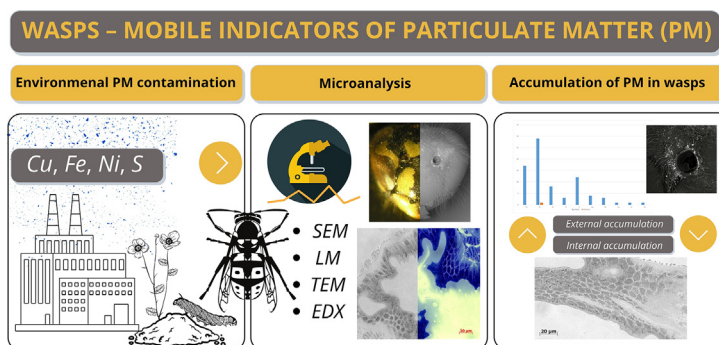 WASPS – MOBILE INDICATORS OF PARTICULATE MATTER (PM)
Environmenal PM contamination
Microanalysis
Accumulation of PM in wasps
Cu, Fe, Ni, S
• SEM
• LM
• TEM
• EDX
External accumulation
Internal accumulation
20 µm